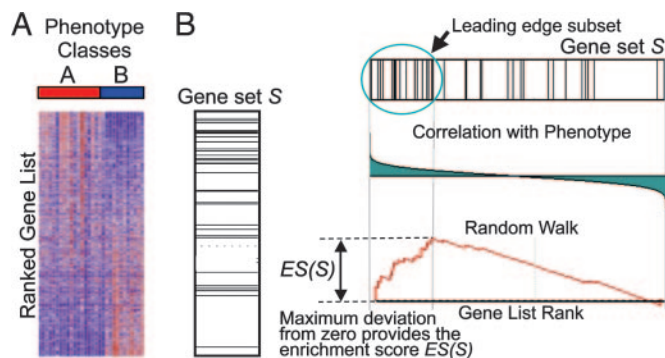 A
Phenotype
Classes
A B
Ranked Gene List
B
Gene set S
Leading edge subset
Gene set S
Correlation with Phenotype
Random Walk
ES(S)
Gene List Rank
Maximum deviation
from zero provides the
enrichment score ES(S)